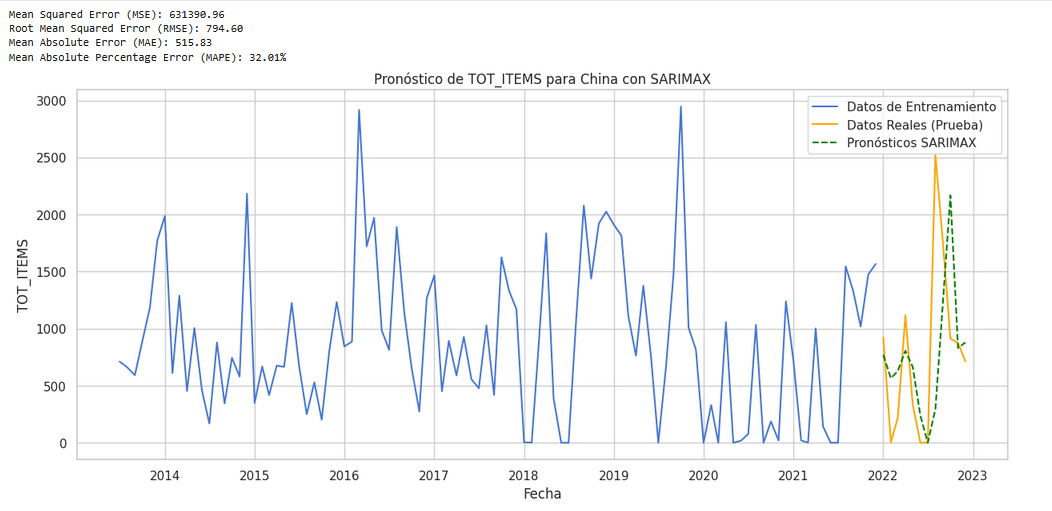 Mean Squared Error (MSE): 631390.96
Root Mean Squared Error (RMSE): 794.60
Mean Absolute Error (MAE): 515.83
Mean Absolute Percentage Error (MAPE): 32.01%
Pronóstico de TOT_ITEMS para China con SARIMAX
Datos de Entrenamiento
Datos Reales (Prueba)
Pronósticos SARIMAX
TOT_ITEMS
3000
2500
2000
1500
1000
500
0
2014 2015 2016 2017 2018 2019 2020 2021 2022 2023
Fecha